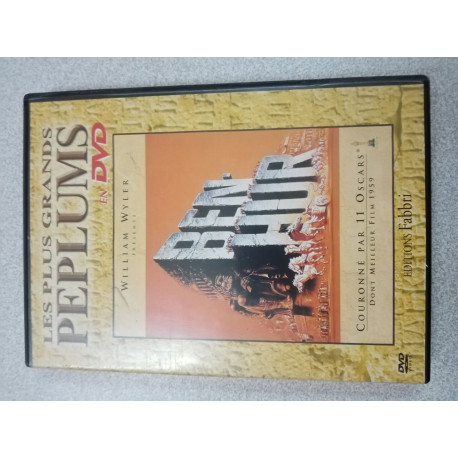 LES PLUS GRANDS
PEPLUMS
EN DVD
WILLIAM WYLER
PRÉSENTE
BEN-
HUR
COURONNÉ PAR 11 OSCARS
DONT MEILLEUR FILM 1959
EDITIONS Fabbri
DVD